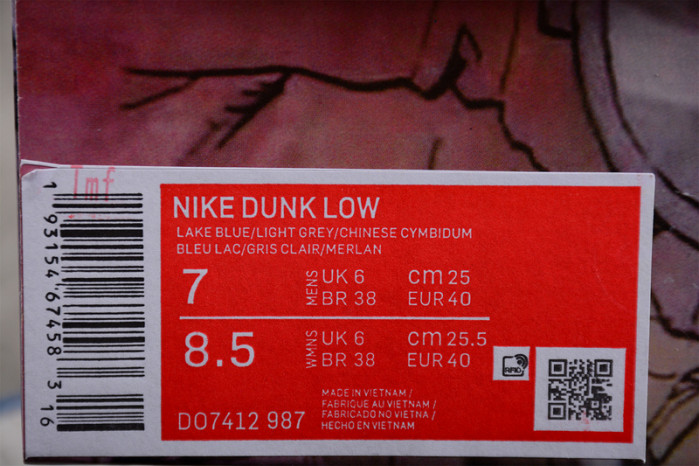 Imf
1 93154 67458 3 16
NIKE DUNK LOW
LAKE BLUE/LIGHT GREY/CHINESE CYMBIDUM
BLEU LAC/GRIS CLAIR/MERLAN
7 MENS UK 6 cm 25
BR 38 EUR 40
8.5 WMNS UK 6 cm 25.5
BR 38 EUR 40
RFID
DO7412 987
MADE IN VIETNAM /
FABRIQUE AU VIETNAM /
FABRICADO NO VIETNA /
HECHO EN VIETNAM